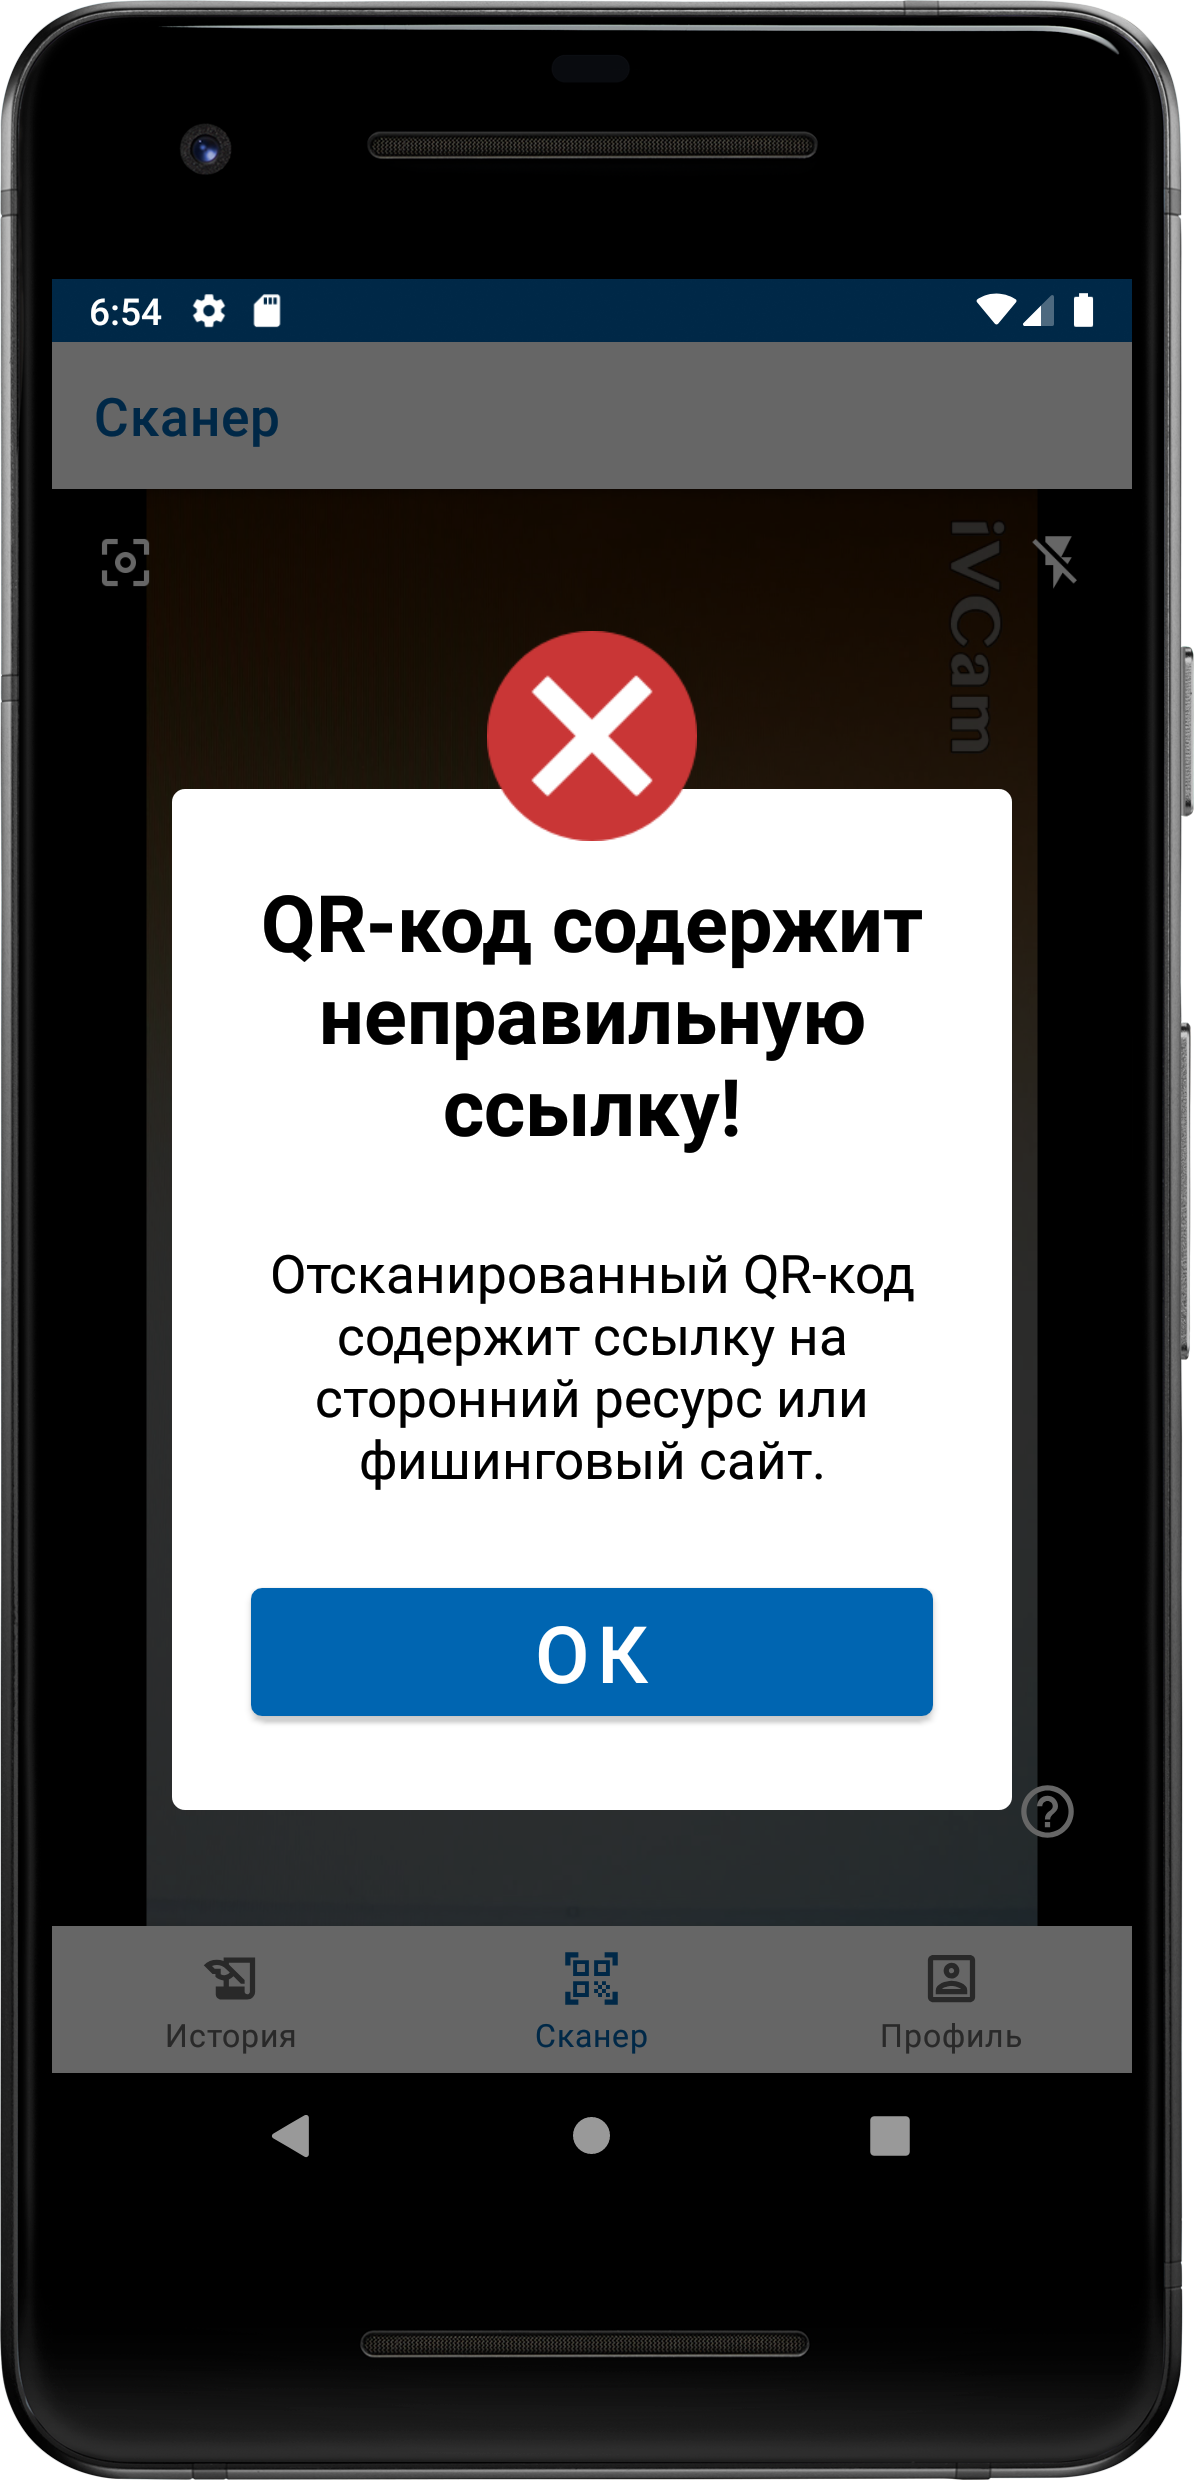 6:54
Сканер
iVCam
QR-код содержит
неправильную
ссылку!
Отсканированный QR-код
содержит ссылку на
сторонний ресурс или
фишинговый сайт.
ОК
История
Сканер
Профиль